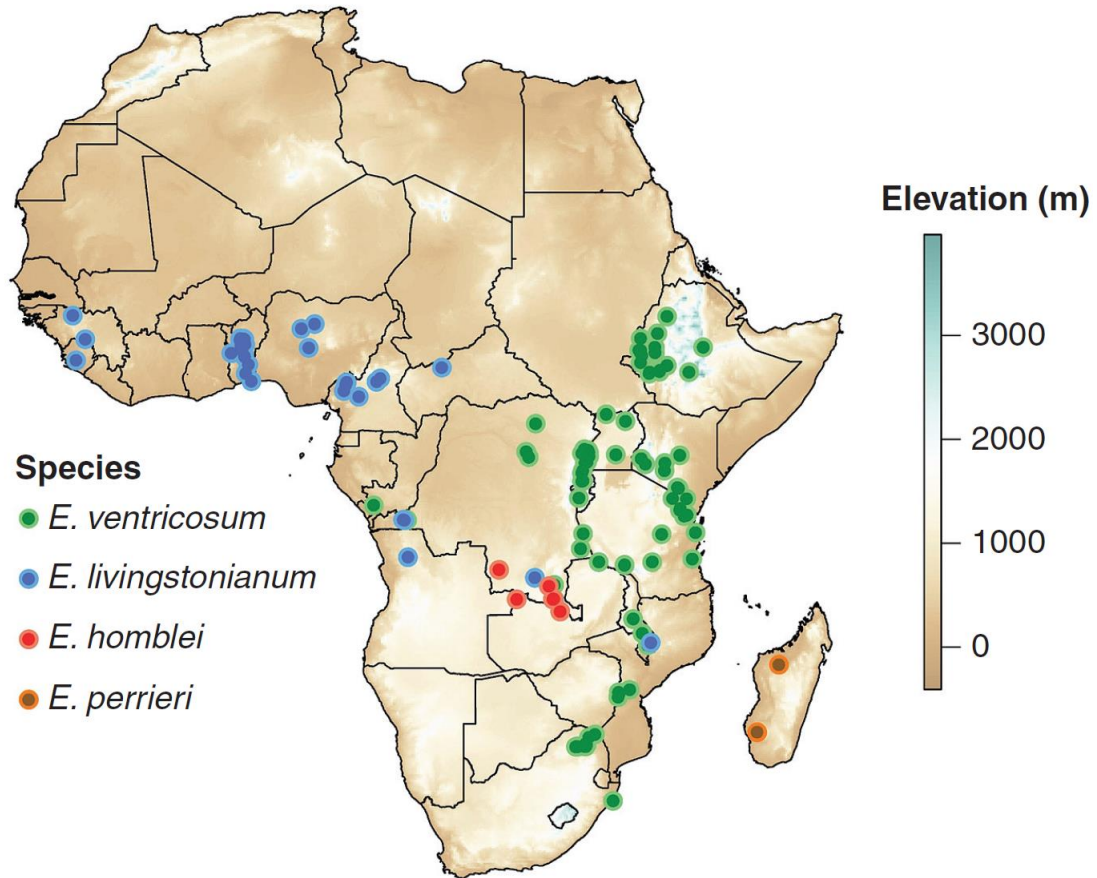 Elevation (m)
3000
2000
1000
0
Species
E. ventricosum
E. livingstonianum
E. homblei
E. perrieri